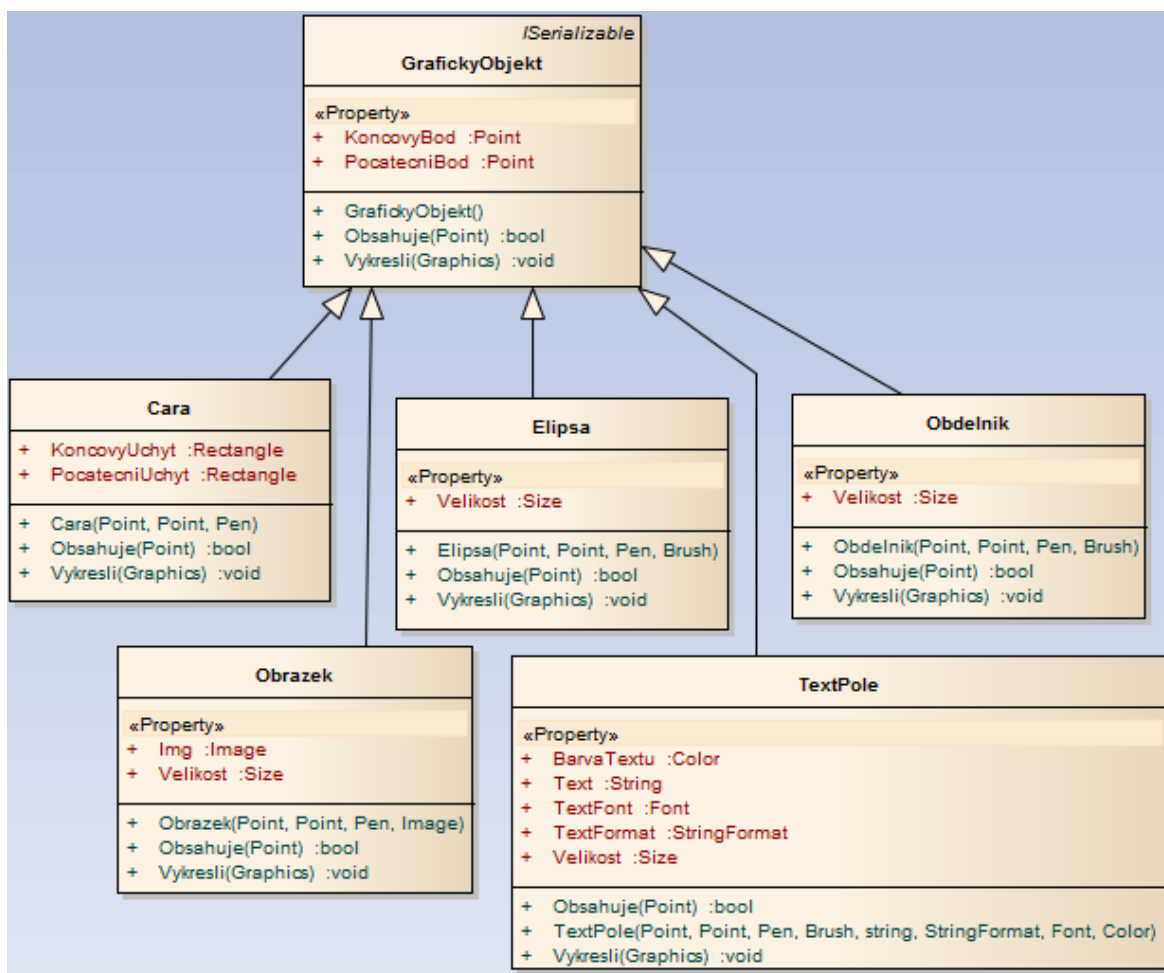 ISerializable
GrafickyObjekt
«Property»
+ KoncovyBod :Point
+ PocatecniBod :Point
+ GrafickyObjekt()
+ Obsahuje(Point) :bool
+ Vykresli(Graphics) :void
Cara
+ KoncovyUchyt :Rectangle
+ PocatecniUchyt :Rectangle
+ Cara(Point, Point, Pen)
+ Obsahuje(Point) :bool
+ Vykresli(Graphics) :void
Elipsa
«Property»
+ Velikost :Size
+ Elipsa(Point, Point, Pen, Brush)
+ Obsahuje(Point) :bool
+ Vykresli(Graphics) :void
Obdelnik
«Property»
+ Velikost :Size
+ Obdelnik(Point, Point, Pen, Brush)
+ Obsahuje(Point) :bool
+ Vykresli(Graphics) :void
Obrazek
«Property»
+ Img :Image
+ Velikost :Size
+ Obrazek(Point, Point, Pen, Image)
+ Obsahuje(Point) :bool
+ Vykresli(Graphics) :void
TextPole
«Property»
+ BarvaTextu :Color
+ Text :String
+ TextFont :Font
+ TextFormat :StringFormat
+ Velikost :Size
+ Obsahuje(Point) :bool
+ TextPole(Point, Point, Pen, Brush, string, StringFormat, Font, Color)
+ Vykresli(Graphics) :void